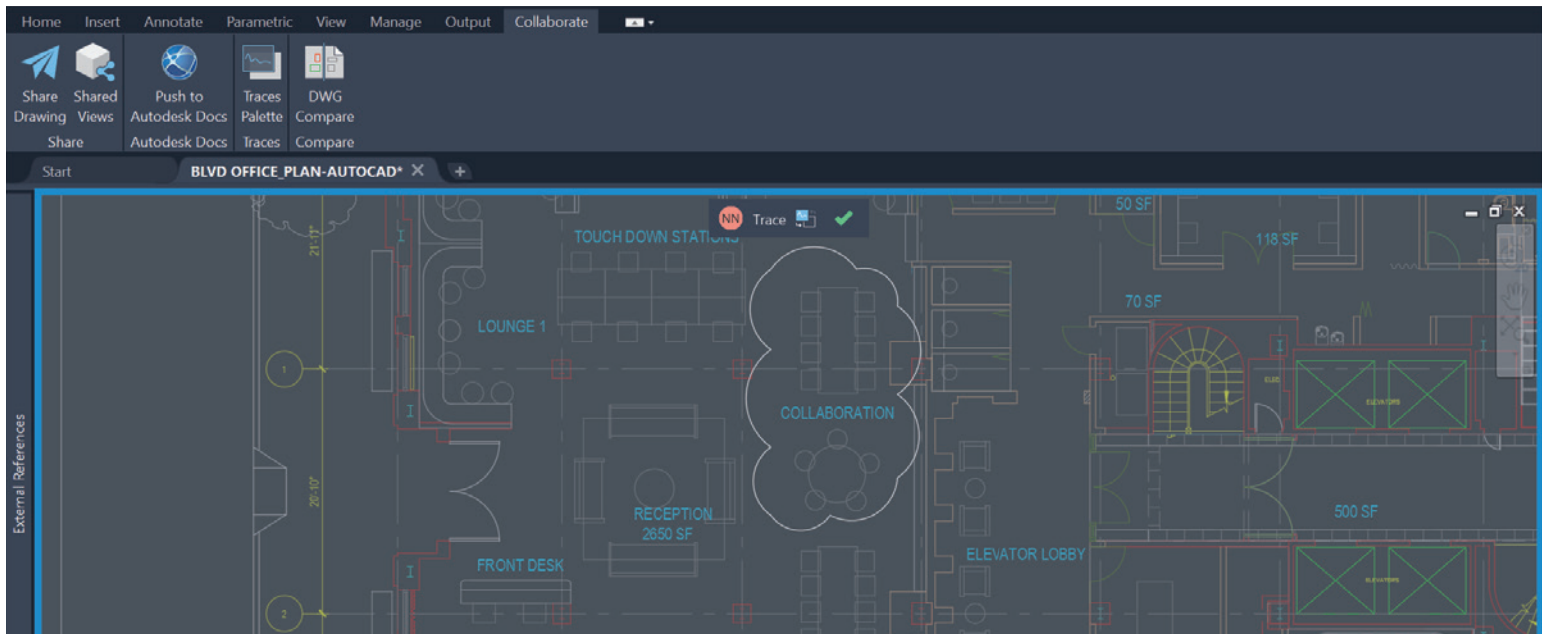 Home Insert Annotate Parametric View Manage Output Collaborate
Share Drawing
Shared Views
Push to Autodesk Docs
Traces Palette
DWG Compare
Share Autodesk Docs Traces Compare
Start BLVD OFFICE_PLAN-AUTOCAD*
External References
NN Trace
50 SF
TOUCH DOWN STATIONS
118 SF
21'-11"
70 SF
LOUNGE 1
1
ELEC
ELEVATORS
COLLABORATION
20'-10"
RECEPTION
2650 SF
500 SF
ELEVATOR LOBBY
FRONT DESK
ELEVATORS
2